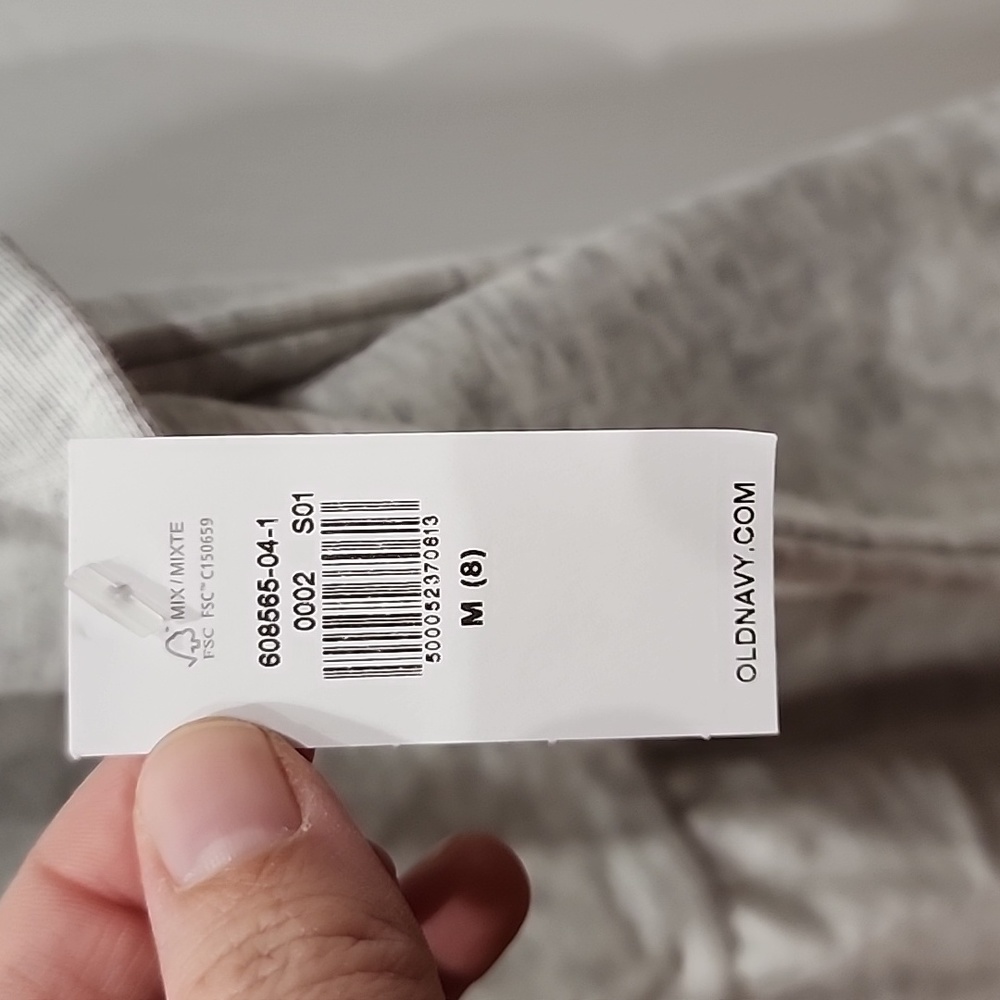 MIX / MIXTE
FSC FSC™ C150659
608565-04-1
0002 S01
500052370613
M (8)
OLDNAVY.COM